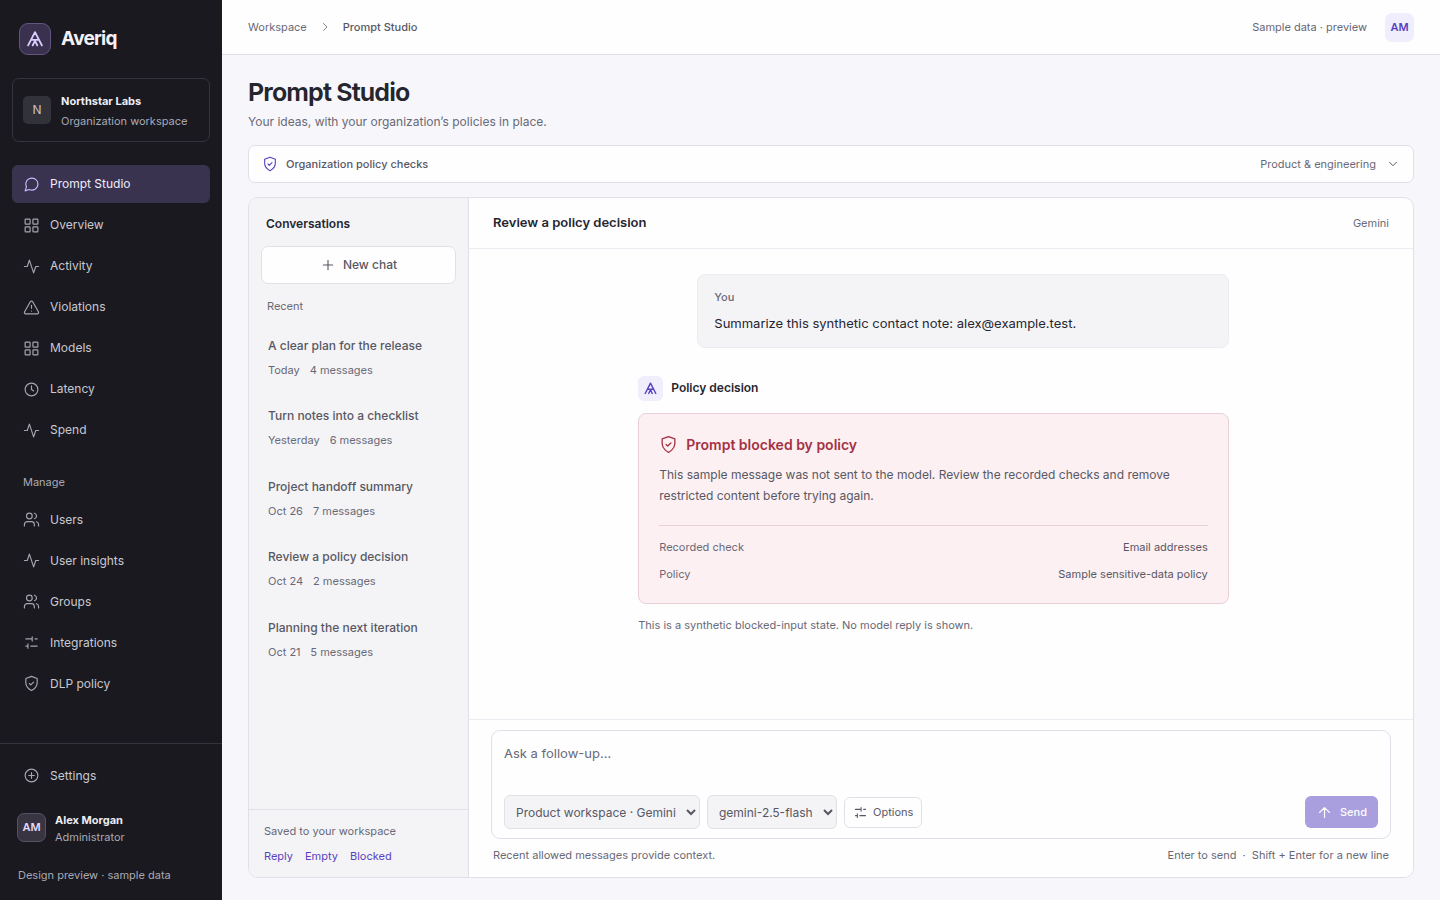 Averiq
N
Northstar Labs
Organization workspace
Prompt Studio
Overview
Activity
Violations
Models
Latency
Spend
Manage
Users
User insights
Groups
Integrations
DLP policy
Settings
AM
Alex Morgan
Administrator
Design preview · sample data
Workspace
Prompt Studio
Sample data · preview
AM
Prompt Studio
Your ideas, with your organization’s policies in place.
Organization policy checks
Product & engineering
Conversations
New chat
Recent
A clear plan for the release
Today 4 messages
Turn notes into a checklist
Yesterday 6 messages
Project handoff summary
Oct 26 7 messages
Review a policy decision
Oct 24 2 messages
Planning the next iteration
Oct 21 5 messages
Saved to your workspace
Reply Empty Blocked
Review a policy decision
Gemini
You
Summarize this synthetic contact note: alex@example.test.
Policy decision
Prompt blocked by policy
This sample message was not sent to the model. Review the recorded checks and remove
restricted content before trying again.
Recorded check Email addresses
Policy Sample sensitive-data policy
This is a synthetic blocked-input state. No model reply is shown.
Ask a follow-up...
Product workspace · Gemini
gemini-2.5-flash
Options
Send
Recent allowed messages provide context.
Enter to send · Shift + Enter for a new line